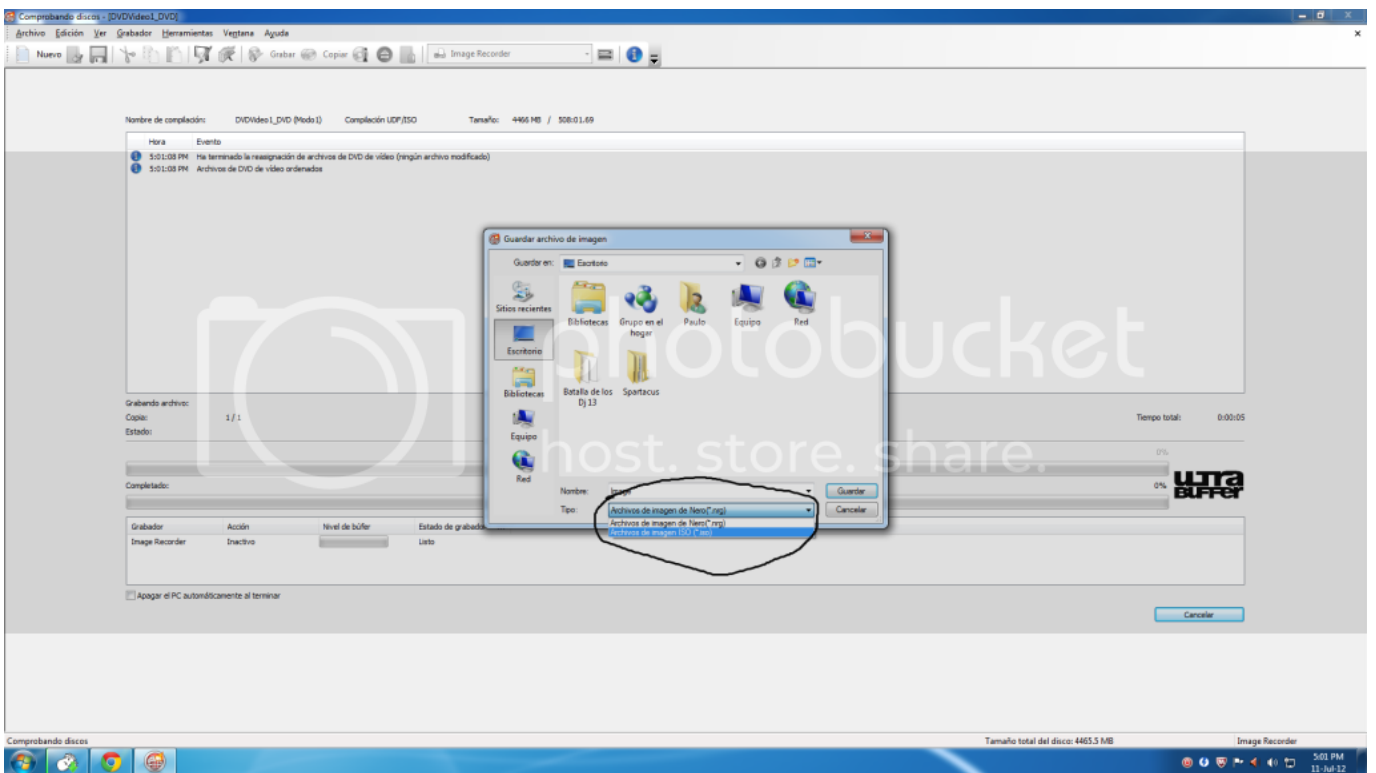 Comprobando discos - [DVDVideo1_DVD]
Archivo Edición Ver Grabador Herramientas Ventana Ayuda
Nuevo Grabar Copiar Image Recorder
Nombre de compilación: DVDVideo1_DVD (Modo1) Compilación UDF/ISO Tamaño: 4466 MB / 508:01.69
Hora Evento
5:01:08 PM Ha terminado la reasignación de archivos de DVD de vídeo (ningún archivo modificado)
5:01:08 PM Archivos de DVD de vídeo ordenados
Guardar archivo de imagen
Guardar en: Escritorio
Sitios recientes
Escritorio
Bibliotecas
Equipo
Red
Bibliotecas Grupo en el hogar Paulo Equipo Red
Batalla de los Dj 13 Spartacus
Nombre: Image Guardar
Tipo: Archivos de imagen de Nero(*.nrg) Cancelar
Archivos de imagen de Nero(*.nrg)
Archivos de imagen ISO (*.iso)
photobucket
host. store. share.
Grabando archivo:
Copia: 1 / 1 Tiempo total: 0:00:05
Estado:
0%
Completado: 0% ULTRA BUFFER
Grabador Acción Nivel de búfer Estado de grabador
Image Recorder Inactivo Listo
Apagar el PC automáticamente al terminar
Cancelar
Comprobando discos Tamaño total del disco: 4465.5 MB Image Recorder
5:01 PM
11-Jul-12